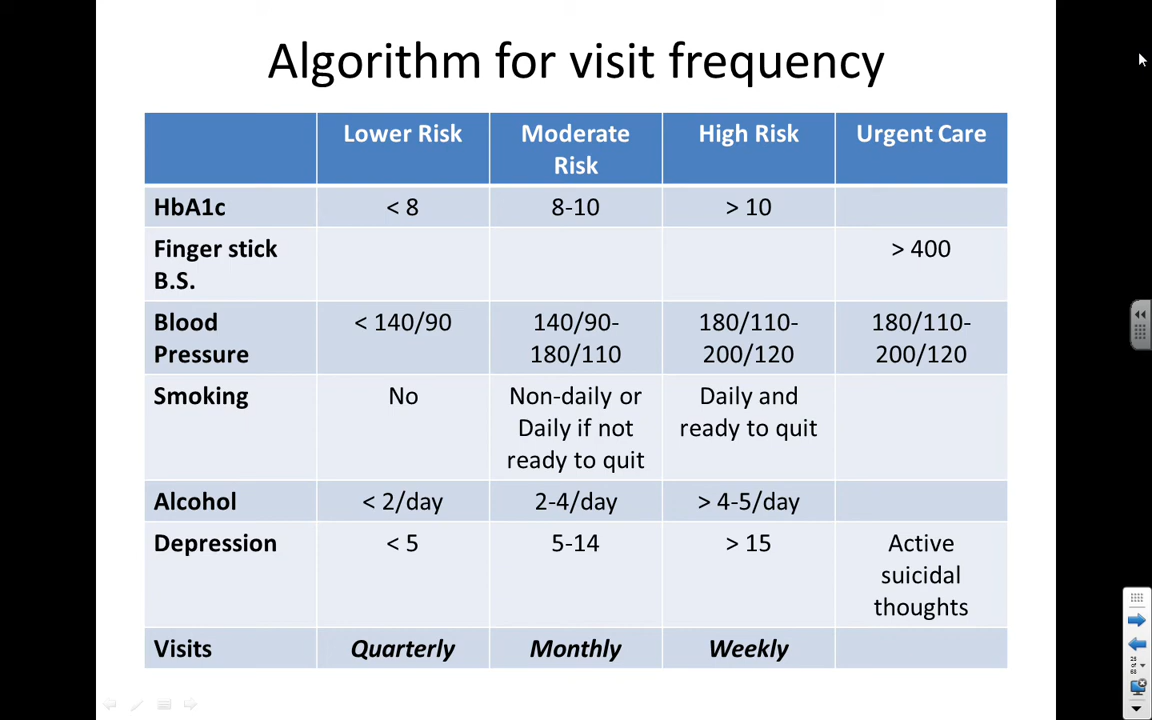 Algorithm for visit frequency
Lower Risk Moderate Risk High Risk Urgent Care
HbA1c < 8 8-10 > 10
Finger stick B.S. > 400
Blood Pressure < 140/90 140/90-180/110 180/110-200/120 180/110-200/120
Smoking No Non-daily or Daily if not ready to quit Daily and ready to quit
Alcohol < 2/day 2-4/day > 4-5/day
Depression < 5 5-14 > 15 Active suicidal thoughts
Visits Quarterly Monthly Weekly